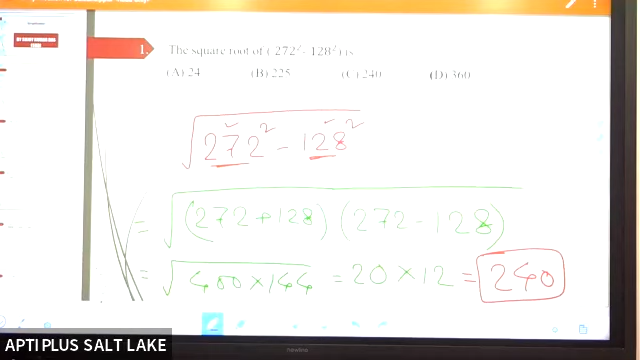 1. The square root of (272² - 128²) is
(A) 24 (B) 225 (C) 240 (D) 360
√272² - 128²
= √(272 + 128) (272 - 128)
= √400 × 144 = 20 × 12 = 240
APTI PLUS SALT LAKE
newline